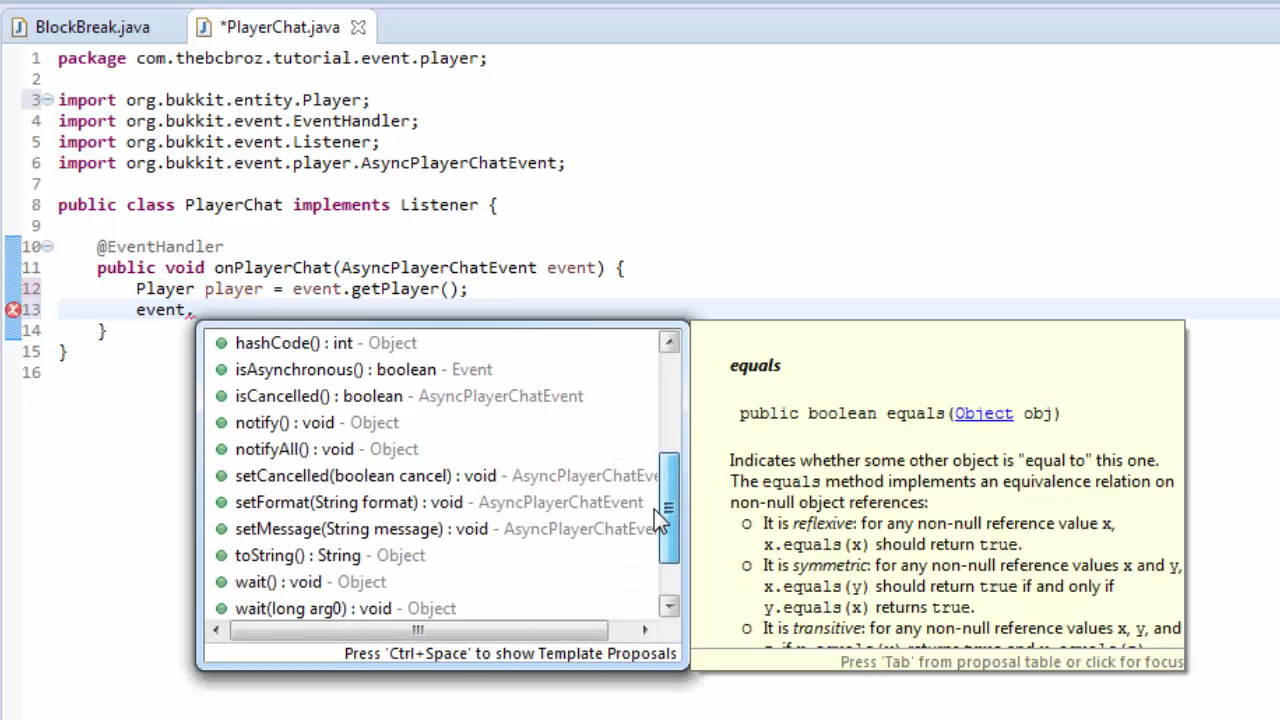 BlockBreak.java *PlayerChat.java
1 package com.thebcbroz.tutorial.event.player;
2
3 import org.bukkit.entity.Player;
4 import org.bukkit.event.EventHandler;
5 import org.bukkit.event.Listener;
6 import org.bukkit.event.player.AsyncPlayerChatEvent;
7
8 public class PlayerChat implements Listener {
9
10 @EventHandler
11 public void onPlayerChat(AsyncPlayerChatEvent event) {
12 Player player = event.getPlayer();
13 event.
14 }
15 }
16
hashCode() : int - Object
isAsynchronous() : boolean - Event
isCancelled() : boolean - AsyncPlayerChatEvent
notify() : void - Object
notifyAll() : void - Object
setCancelled(boolean cancel) : void - AsyncPlayerChatEve
setFormat(String format) : void - AsyncPlayerChatEvent
setMessage(String message) : void - AsyncPlayerChatEve
toString() : String - Object
wait() : void - Object
wait(long arg0) : void - Object
Press 'Ctrl+Space' to show Template Proposals
equals
public boolean equals(Object obj)
Indicates whether some other object is "equal to" this one.
The equals method implements an equivalence relation on
non-null object references:
It is reflexive: for any non-null reference value x,
x.equals(x) should return true.
It is symmetric: for any non-null reference values x and y,
x.equals(y) should return true if and only if
y.equals(x) returns true.
It is transitive: for any non-null reference values x, y, and
Press 'Tab' from proposal table or click for focus